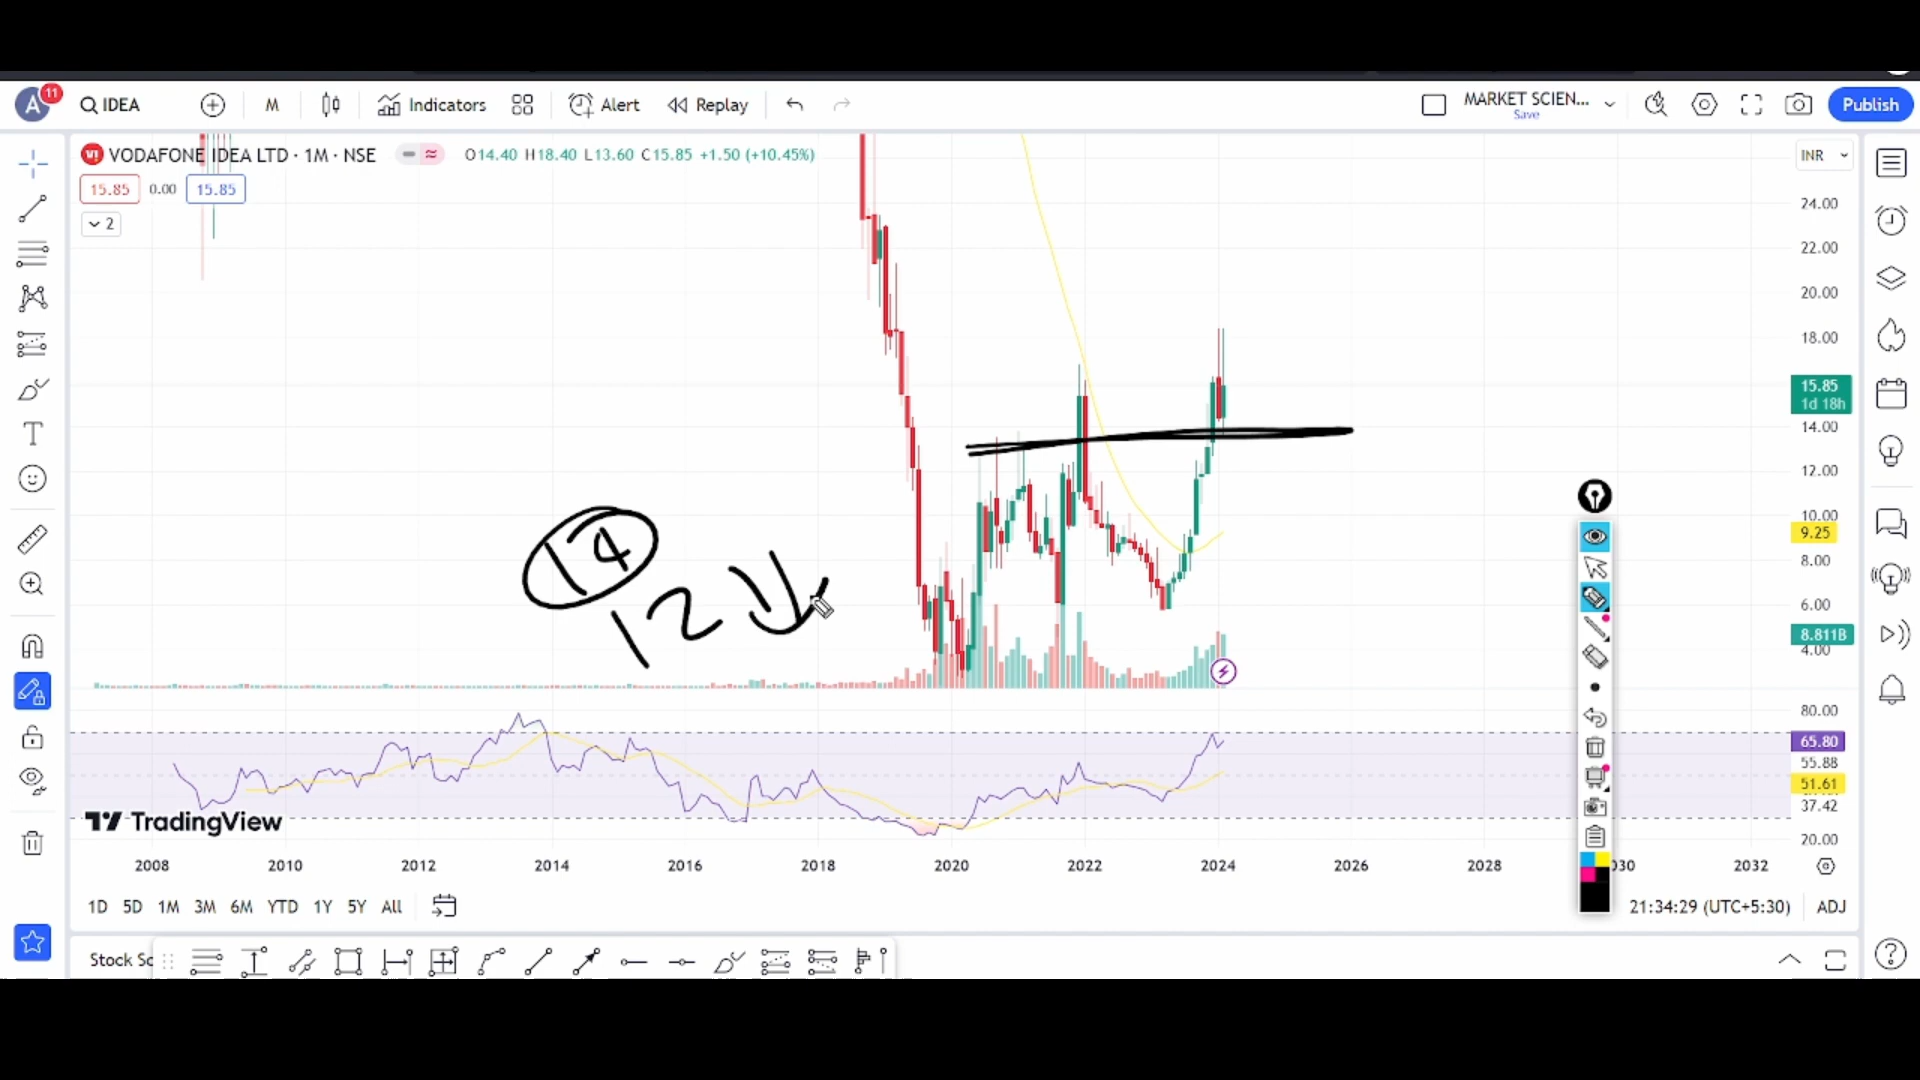 A 11 IDEA M Indicators Alert Replay MARKET SCIEN... Save Publish
VI VODAFONE IDEA LTD · 1M · NSE O14.40 H18.40 L13.60 C15.85 +1.50 (+10.45%) INR
15.85 0.00 15.85
2
24.00
22.00
20.00
18.00
15.85
1d 18h
14.00
12.00
10.00
9.25
8.00
6.00
8.811B
4.00
14
12
80.00
65.80
55.88
51.61
37.42
20.00
TradingView
2008 2010 2012 2014 2016 2018 2020 2022 2024 2026 2028 030 2032
1D 5D 1M 3M 6M YTD 1Y 5Y All 21:34:29 (UTC+5:30) ADJ
Stock Sc